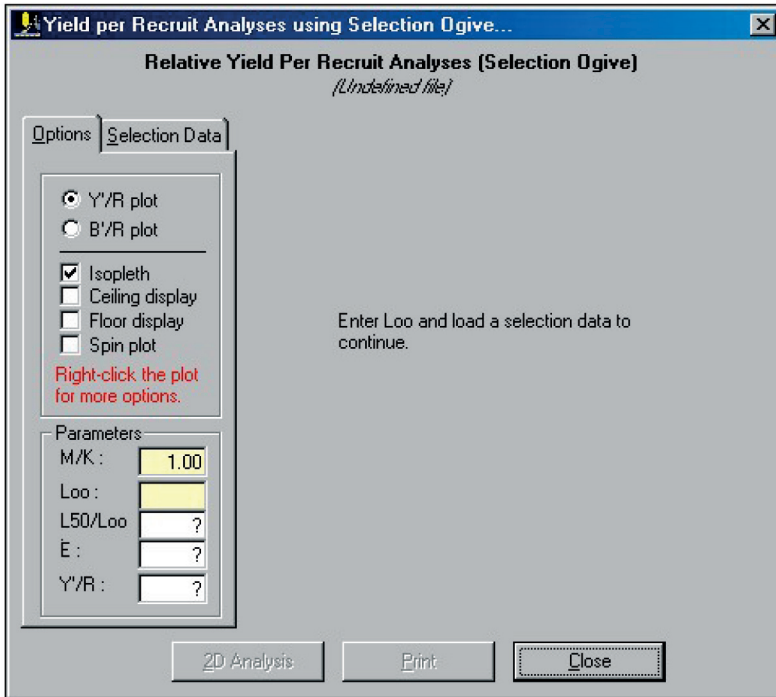 Yield per Recruit Analyses using Selection Ogive...
Relative Yield Per Recruit Analyses (Selection Ogive)
(Undefined file)
Options
Selection Data
Y'/R plot
B'/R plot
Isopleth
Ceiling display
Floor display
Spin plot
Right-click the plot
for more options.
Enter Loo and load a selection data to
continue.
Parameters
M/K : 1.00
Loo :
L50/Loo ?
E : ?
Y'/R : ?
2D Analysis
Print
Close